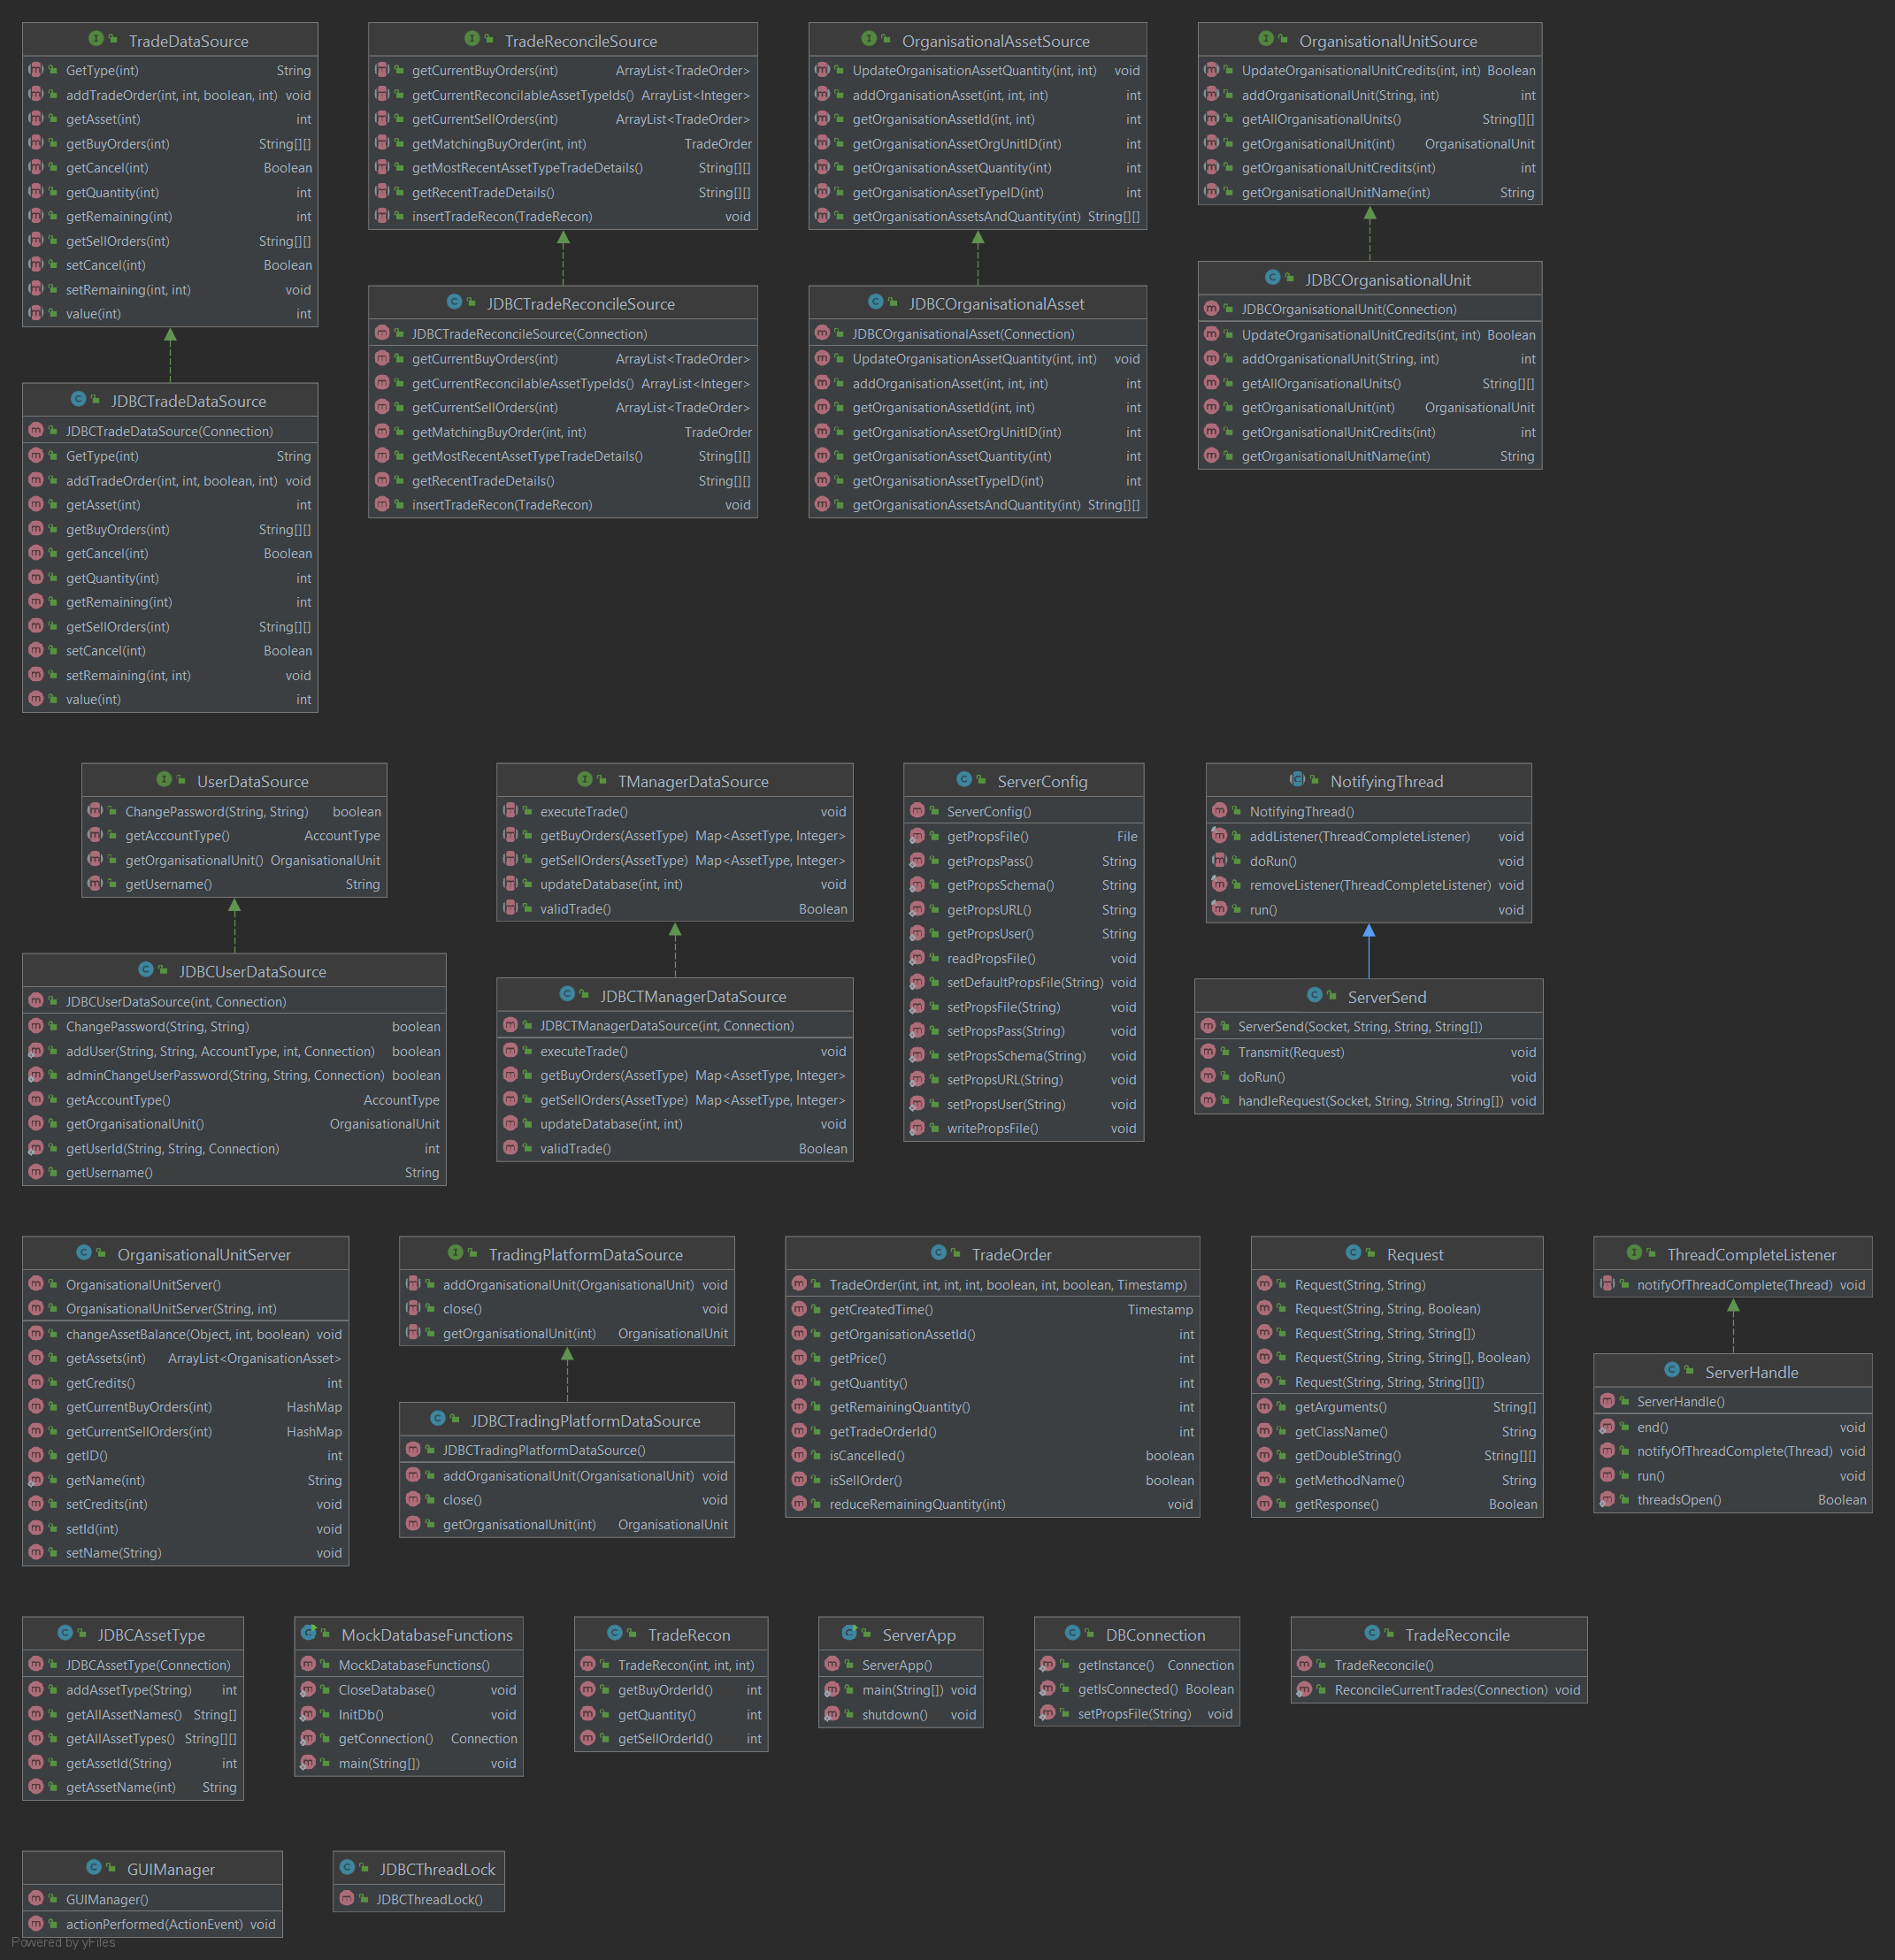 TradeDataSource
GetType(int) String
addTradeOrder(int, int, boolean, int) void
getAsset(int) int
getBuyOrders(int) String[][]
getCancel(int) Boolean
getQuantity(int) int
getRemaining(int) int
getSellOrders(int) String[][]
setCancel(int) Boolean
setRemaining(int, int) void
value(int) int
JDBCTradeDataSource
JDBCTradeDataSource(Connection)
GetType(int) String
addTradeOrder(int, int, boolean, int) void
getAsset(int) int
getBuyOrders(int) String[][]
getCancel(int) Boolean
getQuantity(int) int
getRemaining(int) int
getSellOrders(int) String[][]
setCancel(int) Boolean
setRemaining(int, int) void
value(int) int
TradeReconcileSource
getCurrentBuyOrders(int) ArrayList<TradeOrder>
getCurrentReconcilableAssetTypeIds() ArrayList<Integer>
getCurrentSellOrders(int) ArrayList<TradeOrder>
getMatchingBuyOrder(int, int) TradeOrder
getMostRecentAssetTypeTradeDetails() String[][]
getRecentTradeDetails() String[][]
insertTradeRecon(TradeRecon) void
JDBCTradeReconcileSource
JDBCTradeReconcileSource(Connection)
getCurrentBuyOrders(int) ArrayList<TradeOrder>
getCurrentReconcilableAssetTypeIds() ArrayList<Integer>
getCurrentSellOrders(int) ArrayList<TradeOrder>
getMatchingBuyOrder(int, int) TradeOrder
getMostRecentAssetTypeTradeDetails() String[][]
getRecentTradeDetails() String[][]
insertTradeRecon(TradeRecon) void
OrganisationalAssetSource
UpdateOrganisationAssetQuantity(int, int) void
addOrganisationAsset(int, int, int) int
getOrganisationAssetId(int, int) int
getOrganisationAssetOrgUnitID(int) int
getOrganisationAssetQuantity(int) int
getOrganisationAssetTypeID(int) int
getOrganisationAssetsAndQuantity(int) String[][]
JDBCOrganisationalAsset
JDBCOrganisationalAsset(Connection)
UpdateOrganisationAssetQuantity(int, int) void
addOrganisationAsset(int, int, int) int
getOrganisationAssetId(int, int) int
getOrganisationAssetOrgUnitID(int) int
getOrganisationAssetQuantity(int) int
getOrganisationAssetTypeID(int) int
getOrganisationAssetsAndQuantity(int) String[][]
OrganisationalUnitSource
UpdateOrganisationalUnitCredits(int, int) Boolean
addOrganisationalUnit(String, int) int
getAllOrganisationalUnits() String[][]
getOrganisationalUnit(int) OrganisationalUnit
getOrganisationalUnitCredits(int) int
getOrganisationalUnitName(int) String
JDBCOrganisationalUnit
JDBCOrganisationalUnit(Connection)
UpdateOrganisationalUnitCredits(int, int) Boolean
addOrganisationalUnit(String, int) int
getAllOrganisationalUnits() String[][]
getOrganisationalUnit(int) OrganisationalUnit
getOrganisationalUnitCredits(int) int
getOrganisationalUnitName(int) String
UserDataSource
ChangePassword(String, String) boolean
getAccountType() AccountType
getOrganisationalUnit() OrganisationalUnit
getUsername() String
JDBCUserDataSource
JDBCUserDataSource(int, Connection)
ChangePassword(String, String) boolean
addUser(String, String, AccountType, int, Connection) boolean
adminChangeUserPassword(String, String, Connection) boolean
getAccountType() AccountType
getOrganisationalUnit() OrganisationalUnit
getUserId(String, String, Connection) int
getUsername() String
TManagerDataSource
executeTrade() void
getBuyOrders(AssetType) Map<AssetType, Integer>
getSellOrders(AssetType) Map<AssetType, Integer>
updateDatabase(int, int) void
validTrade() Boolean
JDBCTManagerDataSource
JDBCTManagerDataSource(int, Connection)
executeTrade() void
getBuyOrders(AssetType) Map<AssetType, Integer>
getSellOrders(AssetType) Map<AssetType, Integer>
updateDatabase(int, int) void
validTrade() Boolean
ServerConfig
ServerConfig()
getPropsFile() File
getPropsPass() String
getPropsSchema() String
getPropsURL() String
getPropsUser() String
readPropsFile() void
setDefaultPropsFile(String) void
setPropsFile(String) void
setPropsPass(String) void
setPropsSchema(String) void
setPropsURL(String) void
setPropsUser(String) void
writePropsFile() void
NotifyingThread
NotifyingThread()
addListener(ThreadCompleteListener) void
doRun() void
removeListener(ThreadCompleteListener) void
run() void
ServerSend
ServerSend(Socket, String, String, String[])
Transmit(Request) void
doRun() void
handleRequest(Socket, String, String, String[]) void
OrganisationalUnitServer
OrganisationalUnitServer()
OrganisationalUnitServer(String, int)
changeAssetBalance(Object, int, boolean) void
getAssets(int) ArrayList<OrganisationAsset>
getCredits() int
getCurrentBuyOrders(int) HashMap
getCurrentSellOrders(int) HashMap
getID() int
getName(int) String
setCredits(int) void
setId(int) void
setName(String) void
TradingPlatformDataSource
addOrganisationalUnit(OrganisationalUnit) void
close() void
getOrganisationalUnit(int) OrganisationalUnit
JDBCTradingPlatformDataSource
JDBCTradingPlatformDataSource()
addOrganisationalUnit(OrganisationalUnit) void
close() void
getOrganisationalUnit(int) OrganisationalUnit
TradeOrder
TradeOrder(int, int, int, int, boolean, int, boolean, Timestamp)
getCreatedTime() Timestamp
getOrganisationAssetId() int
getPrice() int
getQuantity() int
getRemainingQuantity() int
getTradeOrderId() int
isCancelled() boolean
isSellOrder() boolean
reduceRemainingQuantity(int) void
Request
Request(String, String)
Request(String, String, Boolean)
Request(String, String, String[])
Request(String, String, String[], Boolean)
Request(String, String, String[][])
getArguments() String[]
getClassName() String
getDoubleString() String[][]
getMethodName() String
getResponse() Boolean
ThreadCompleteListener
notifyOfThreadComplete(Thread) void
ServerHandle
ServerHandle()
end() void
notifyOfThreadComplete(Thread) void
run() void
threadsOpen() Boolean
JDBCAssetType
JDBCAssetType(Connection)
addAssetType(String) int
getAllAssetNames() String[]
getAllAssetTypes() String[][]
getAssetId(String) int
getAssetName(int) String
MockDatabaseFunctions
MockDatabaseFunctions()
CloseDatabase() void
InitDb() void
getConnection() Connection
main(String[]) void
TradeRecon
TradeRecon(int, int, int)
getBuyOrderId() int
getQuantity() int
getSellOrderId() int
ServerApp
ServerApp()
main(String[]) void
shutdown() void
DBConnection
getInstance() Connection
getIsConnected() Boolean
setPropsFile(String) void
TradeReconcile
TradeReconcile()
ReconcileCurrentTrades(Connection) void
GUIManager
GUIManager()
actionPerformed(ActionEvent) void
JDBCThreadLock
JDBCThreadLock()
Powered by yFiles